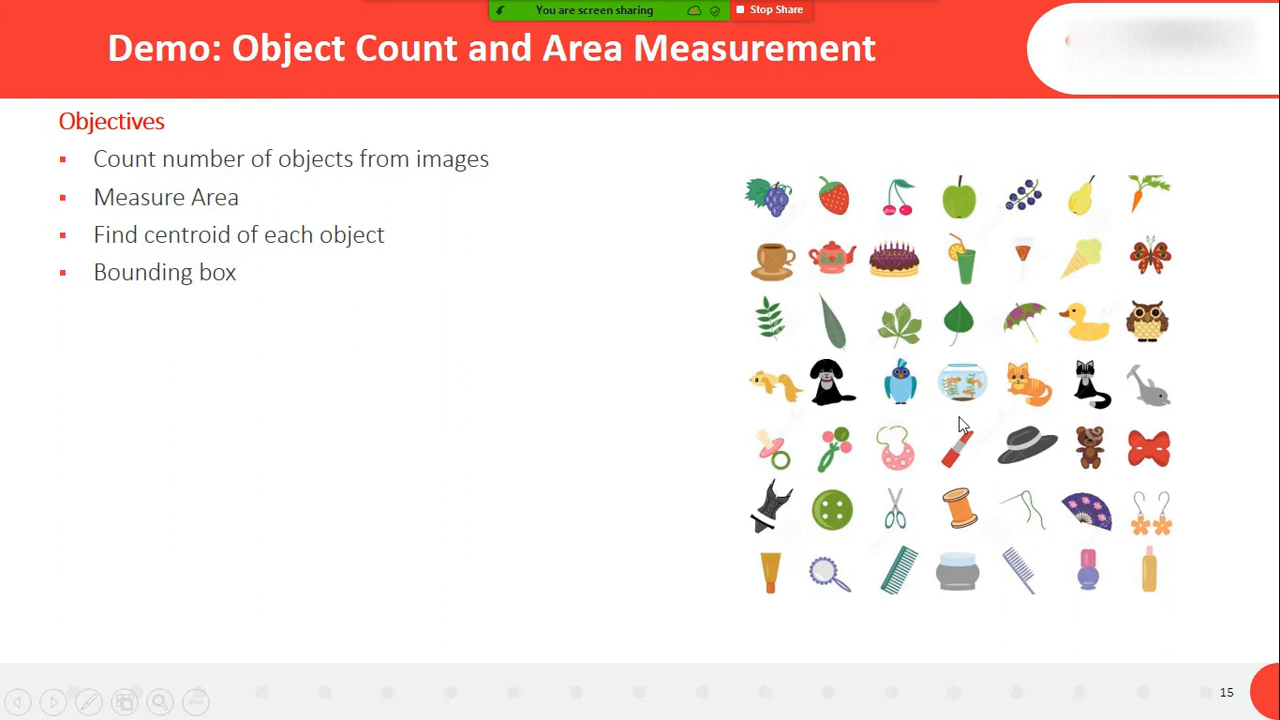 You are screen sharing
Stop Share
Demo: Object Count and Area Measurement
Objectives
▪ Count number of objects from images
▪ Measure Area
▪ Find centroid of each object
▪ Bounding box
15